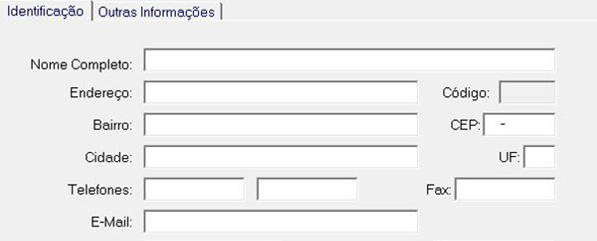 Identificação Outras Informações
Nome Completo:
Endereço: Código:
Bairro: CEP: -
Cidade: UF:
Telefones: Fax:
E-Mail: